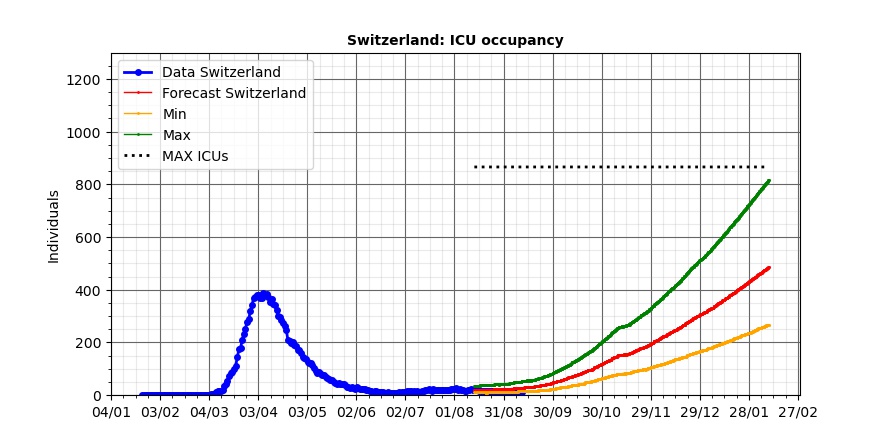 Switzerland: ICU occupancy
Individuals
1200
1000
800
600
400
200
0
Data Switzerland
Forecast Switzerland
Min
Max
MAX ICUs
04/01 03/02 04/03 03/04 03/05 02/06 02/07 01/08 31/08 30/09 30/10 29/11 29/12 28/01 27/02